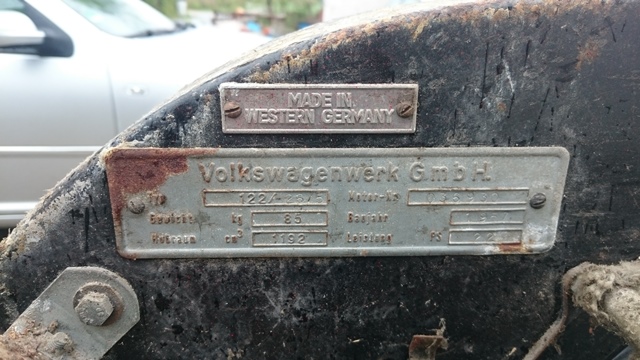 MADE IN
WESTERN GERMANY
Volkswagenwerk G.m.b.H.
Typ 122/ Motor-Nr
Gewicht kg 85 Baujahr
Hubraum cm³ 1192 Leistung PS